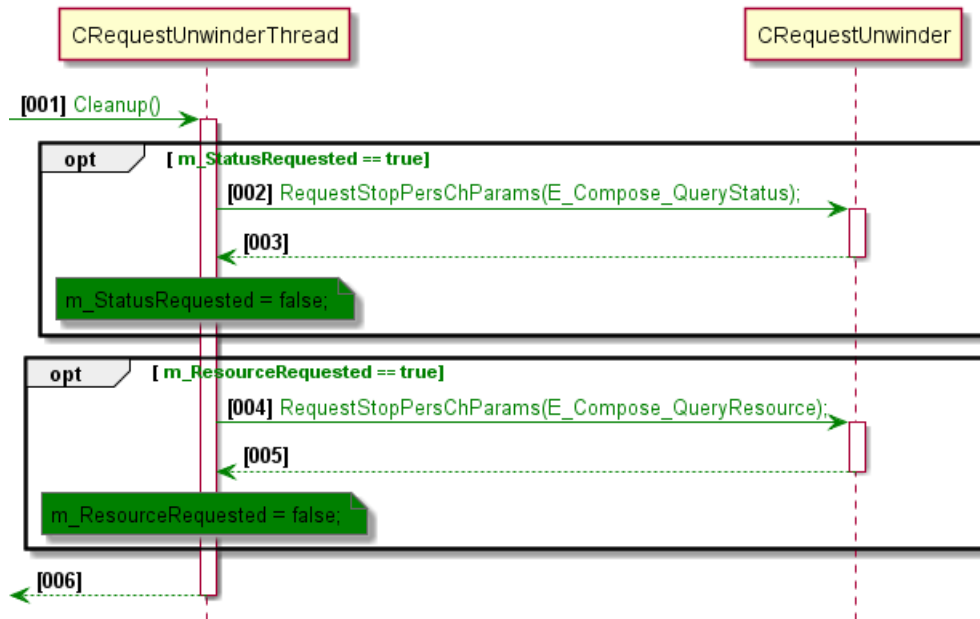 CRequestUnwinderThread
CRequestUnwinder
[001] Cleanup()
opt [ m_StatusRequested == true]
[002] RequestStopPersChParams(E_Compose_QueryStatus);
[003]
m_StatusRequested = false;
opt [ m_ResourceRequested == true]
[004] RequestStopPersChParams(E_Compose_QueryResource);
[005]
m_ResourceRequested = false;
[006]